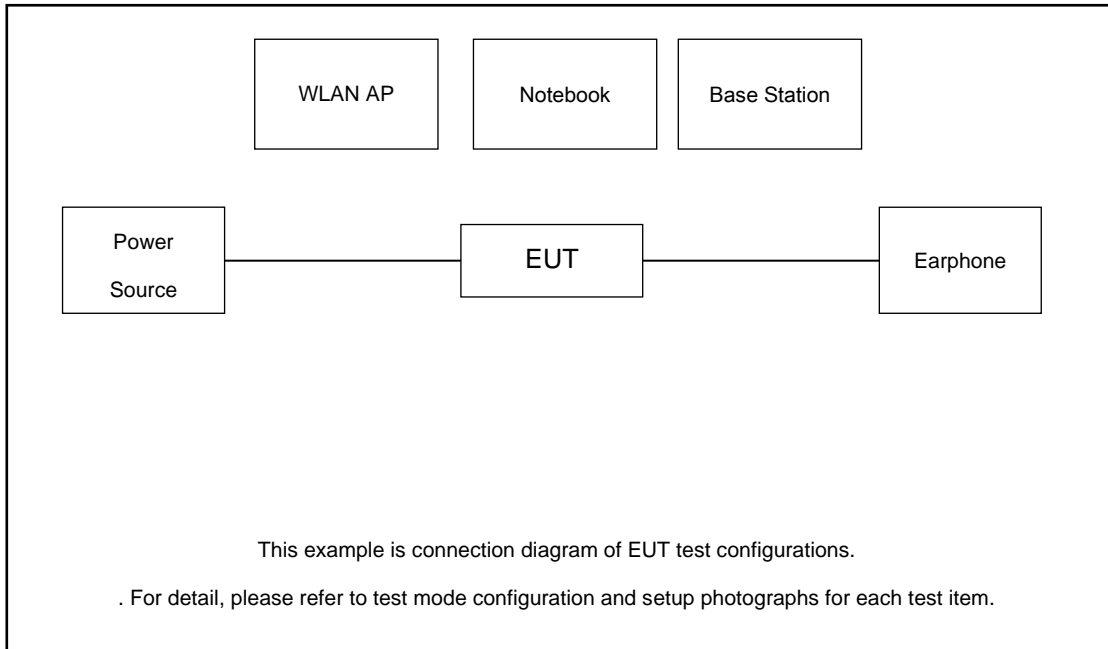 WLAN AP
Notebook
Base Station
Power
Source
EUT
Earphone
This example is connection diagram of EUT test configurations.
. For detail, please refer to test mode configuration and setup photographs for each test item.